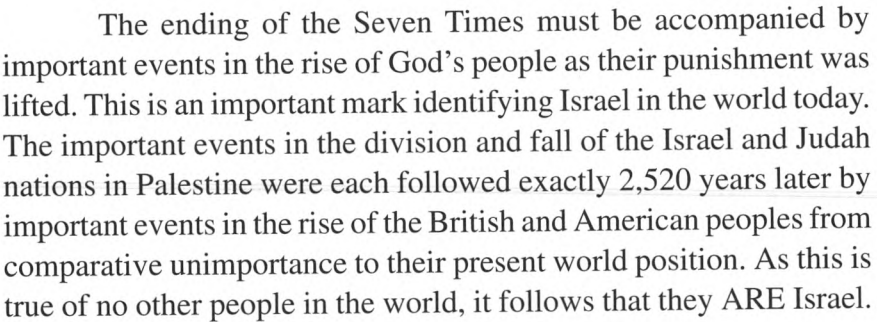 The ending of the Seven Times must be accompanied by
important events in the rise of God's people as their punishment was
lifted. This is an important mark identifying Israel in the world today.
The important events in the division and fall of the Israel and Judah
nations in Palestine were each followed exactly 2,520 years later by
important events in the rise of the British and American peoples from
comparative unimportance to their present world position. As this is
true of no other people in the world, it follows that they ARE Israel.